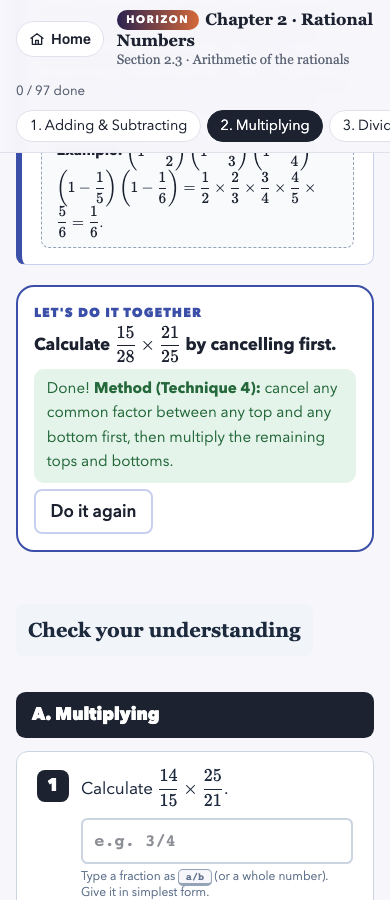 Home
HORIZON Chapter 2 · Rational
Numbers
Section 2.3 · Arithmetic of the rationals
0 / 97 done
1. Adding & Subtracting
2. Multiplying
3. Divid
(1 − 1/5) (1 − 1/6) = 1/2 × 2/3 × 3/4 × 4/5 ×
5/6 = 1/6.
LET'S DO IT TOGETHER
Calculate 15/28 × 21/25 by cancelling first.
Done! Method (Technique 4): cancel any
common factor between any top and any
bottom first, then multiply the remaining
tops and bottoms.
Do it again
Check your understanding
A. Multiplying
1 Calculate 14/15 × 25/21.
e.g. 3/4
Type a fraction as a/b (or a whole number).
Give it in simplest form.